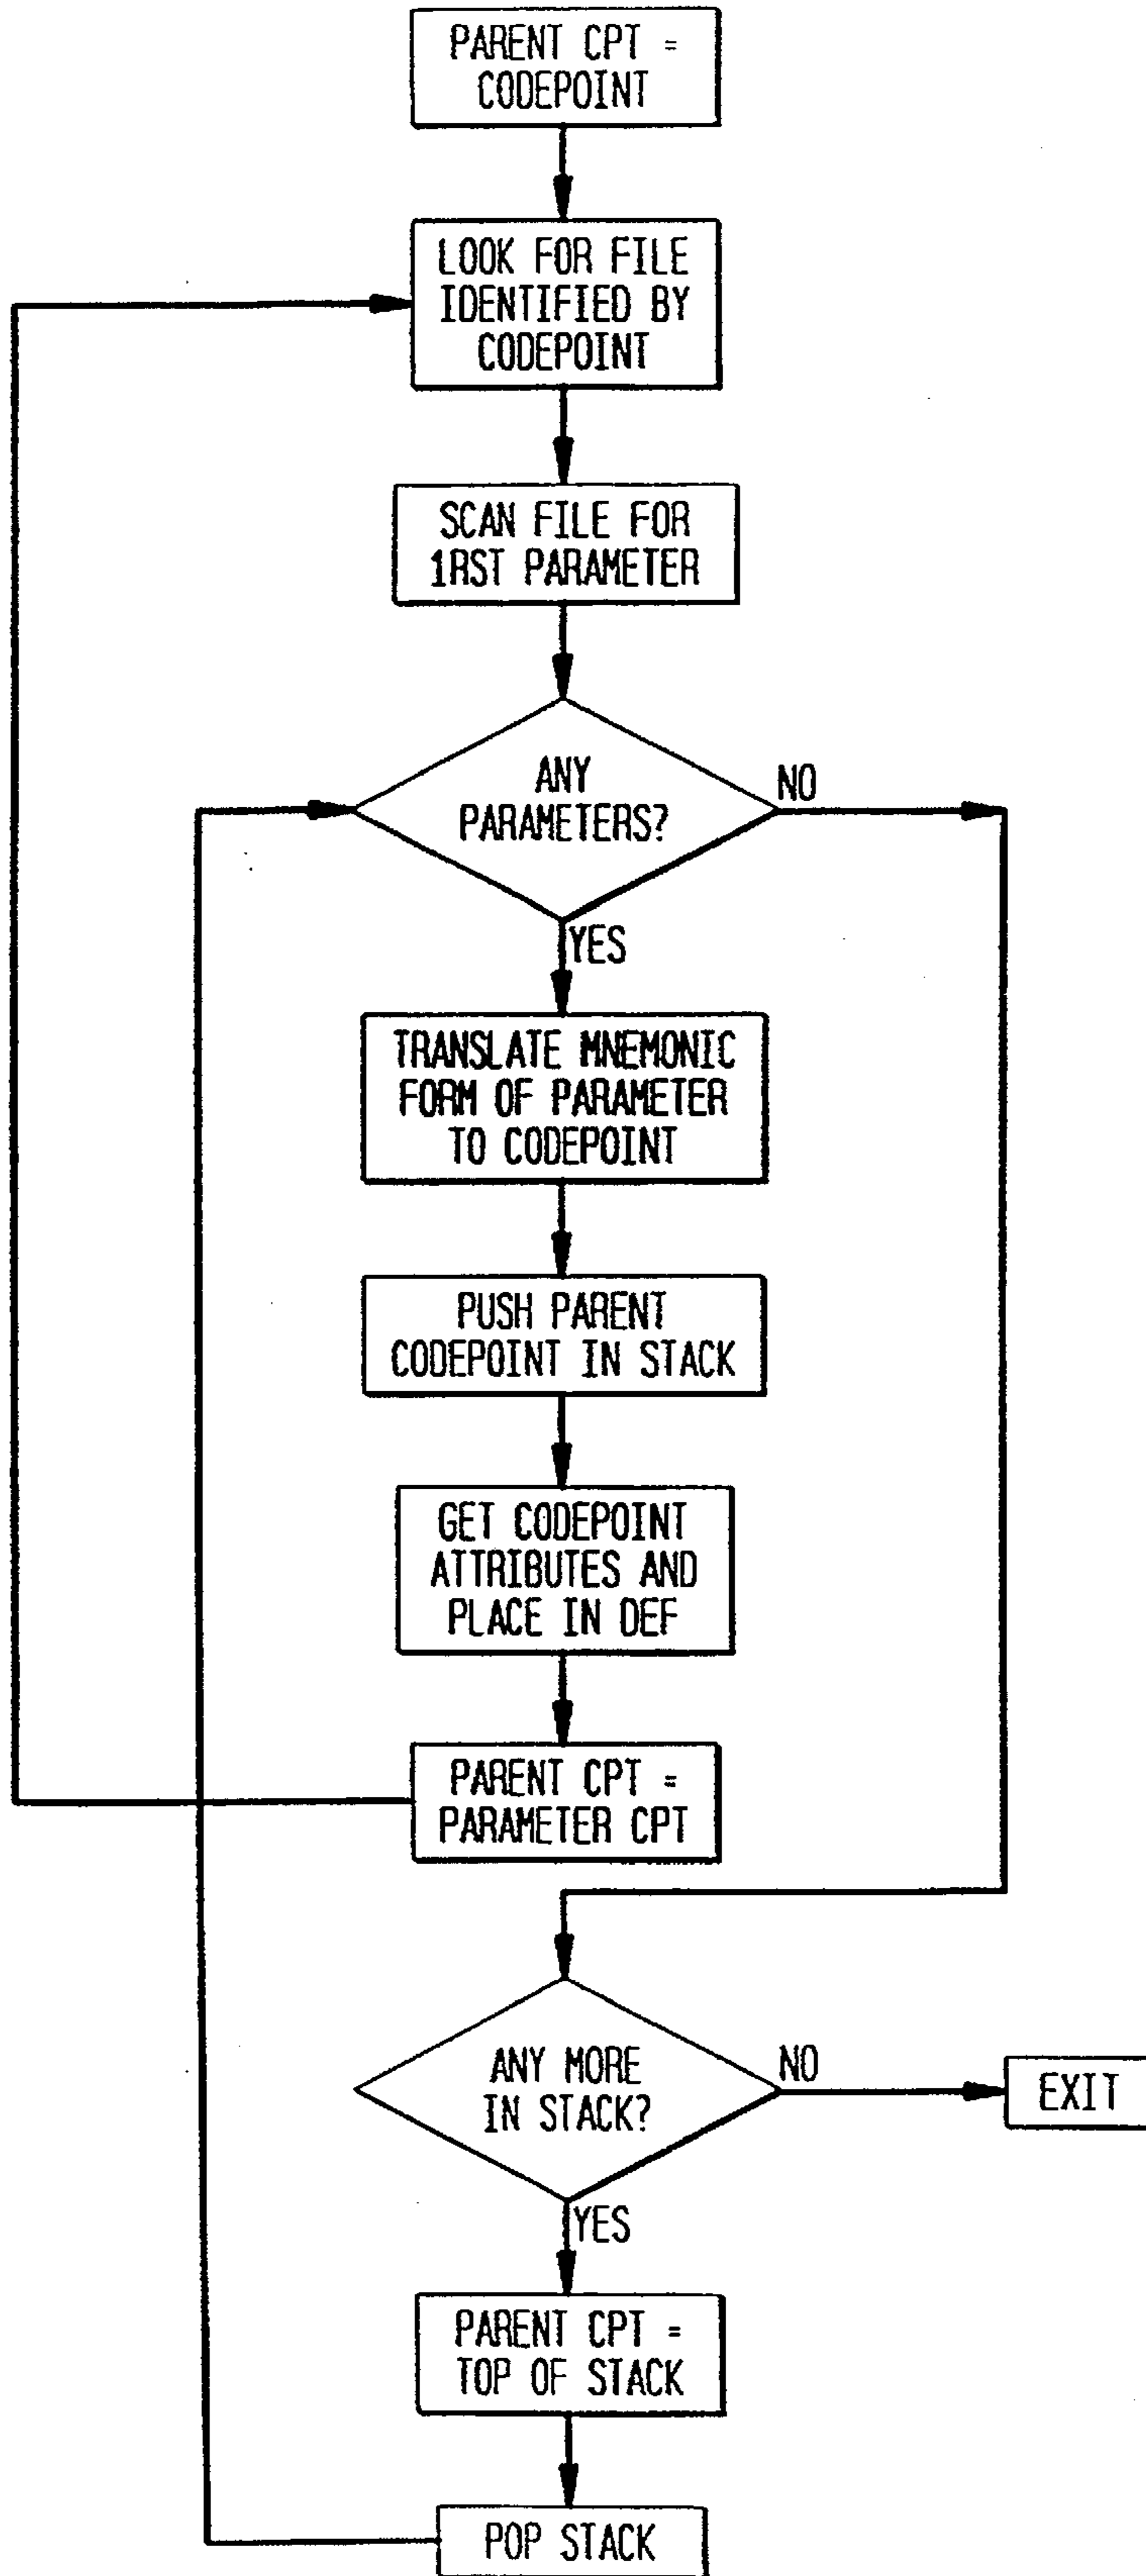 PARENT CPT =
CODEPOINT
LOOK FOR FILE
IDENTIFIED BY
CODEPOINT
SCAN FILE FOR
1RST PARAMETER
ANY
PARAMETERS?
NO
YES
TRANSLATE MNEMONIC
FORM OF PARAMETER
TO CODEPOINT
PUSH PARENT
CODEPOINT IN STACK
GET CODEPOINT
ATTRIBUTES AND
PLACE IN DEF
PARENT CPT =
PARAMETER CPT
ANY MORE
IN STACK?
NO
EXIT
YES
PARENT CPT =
TOP OF STACK
POP STACK